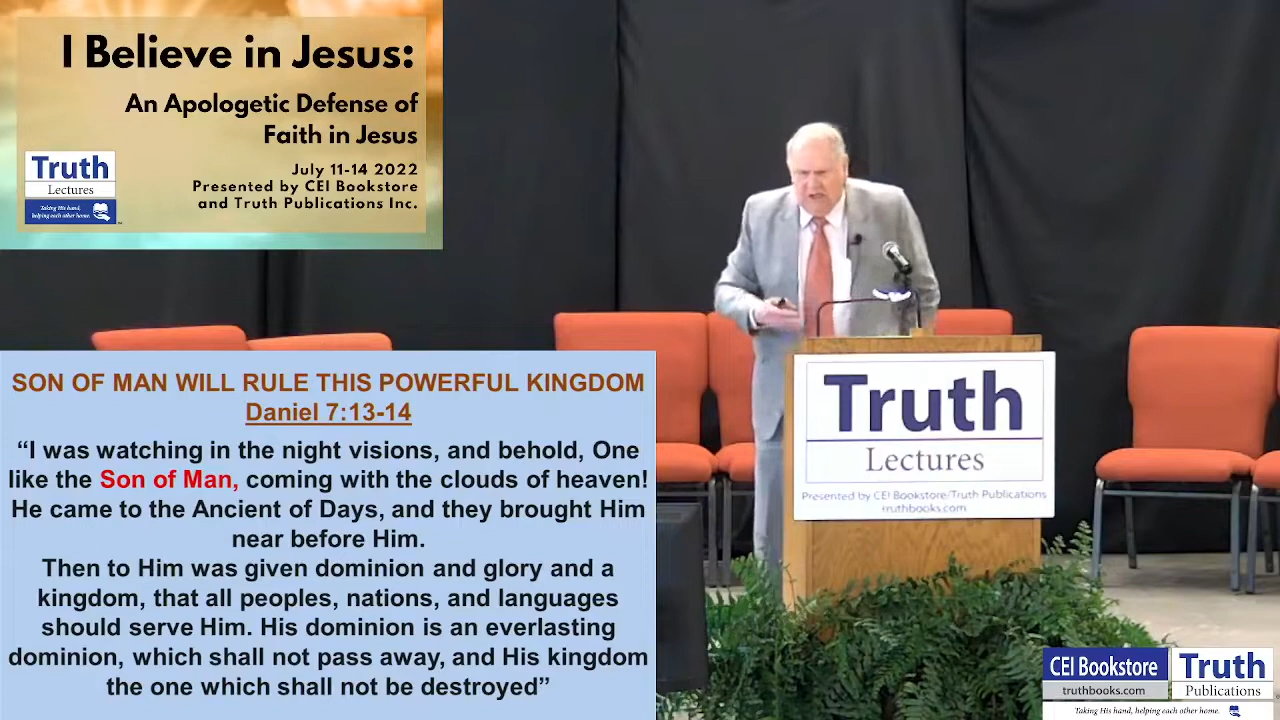 I Believe in Jesus:
An Apologetic Defense of
Faith in Jesus
July 11-14 2022
Presented by CEI Bookstore
and Truth Publications Inc.
Truth
Lectures
Taking His hand,
helping each other home.
SON OF MAN WILL RULE THIS POWERFUL KINGDOM
Daniel 7:13-14
“I was watching in the night visions, and behold, One
like the Son of Man, coming with the clouds of heaven!
He came to the Ancient of Days, and they brought Him
near before Him.
Then to Him was given dominion and glory and a
kingdom, that all peoples, nations, and languages
should serve Him. His dominion is an everlasting
dominion, which shall not pass away, and His kingdom
the one which shall not be destroyed”
Truth
Lectures
Presented by CEI Bookstore/Truth Publications
truthbooks.com
CEI Bookstore
truthbooks.com
Truth
Publications
Taking His hand, helping each other home.